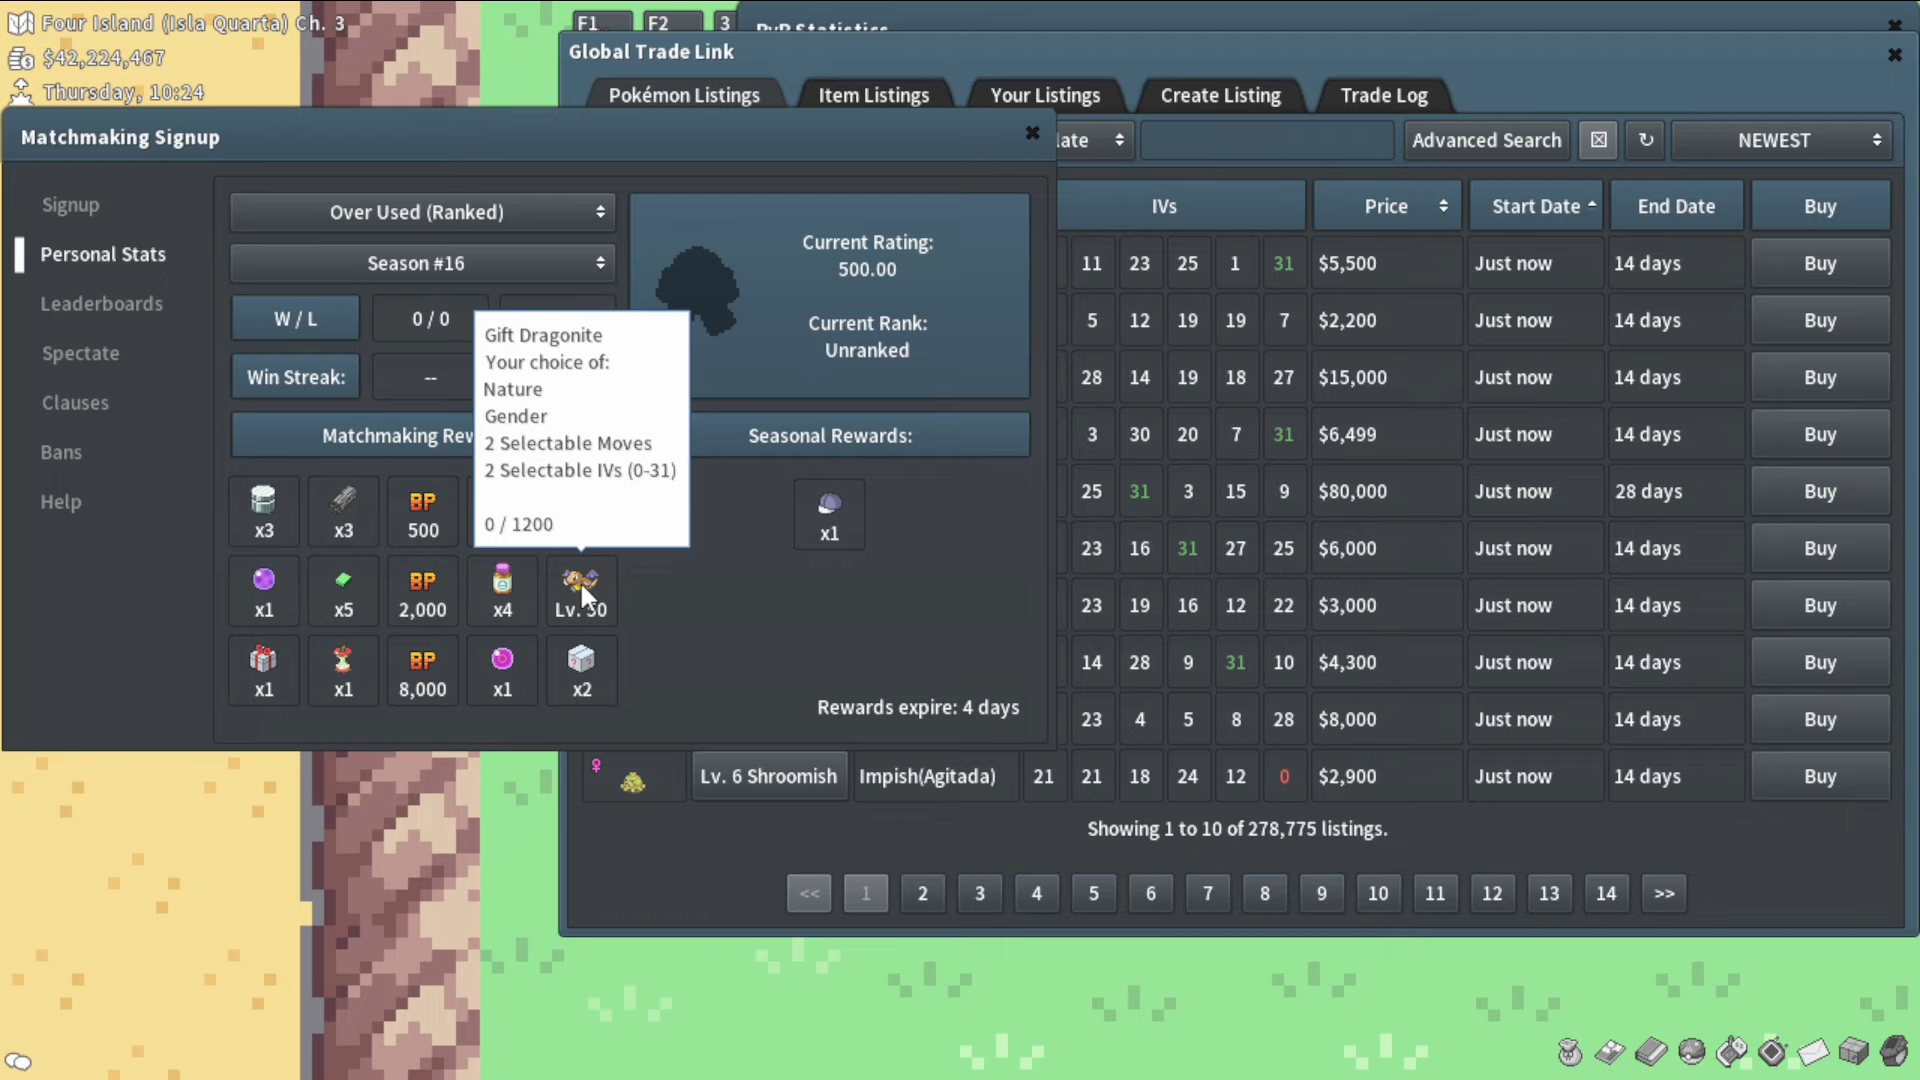 Four Island (Isla Quarta) Ch. 3
$42,224,467
Thursday, 10:24
F1
F2
3
PvP Statistics
Global Trade Link
Pokémon Listings
Item Listings
Your Listings
Create Listing
Trade Log
Advanced Search
NEWEST
IVs
Price
Start Date
End Date
Buy
11 23 25 1 31 $5,500 Just now 14 days Buy
5 12 19 19 7 $2,200 Just now 14 days Buy
28 14 19 18 27 $15,000 Just now 14 days Buy
3 30 20 7 31 $6,499 Just now 14 days Buy
25 31 3 15 9 $80,000 Just now 28 days Buy
23 16 31 27 25 $6,000 Just now 14 days Buy
23 19 16 12 22 $3,000 Just now 14 days Buy
14 28 9 31 10 $4,300 Just now 14 days Buy
23 4 5 8 28 $8,000 Just now 14 days Buy
Lv. 6 Shroomish Impish(Agitada) 21 21 18 24 12 0 $2,900 Just now 14 days Buy
Showing 1 to 10 of 278,775 listings.
<< 1 2 3 4 5 6 7 8 9 10 11 12 13 14 >>
Matchmaking Signup
Signup
Personal Stats
Leaderboards
Spectate
Clauses
Bans
Help
Over Used (Ranked)
Season #16
W / L
0 / 0
Win Streak:
--
Current Rating:
500.00
Current Rank:
Unranked
Seasonal Rewards:
x1
Gift Dragonite
Your choice of:
Nature
Gender
2 Selectable Moves
2 Selectable IVs (0-31)
0 / 1200
Matchmaking
x3 x3 BP 500
x1 x5 BP 2,000 x4 Lv.
x1 x1 BP 8,000 x1 x2
Rewards expire: 4 days